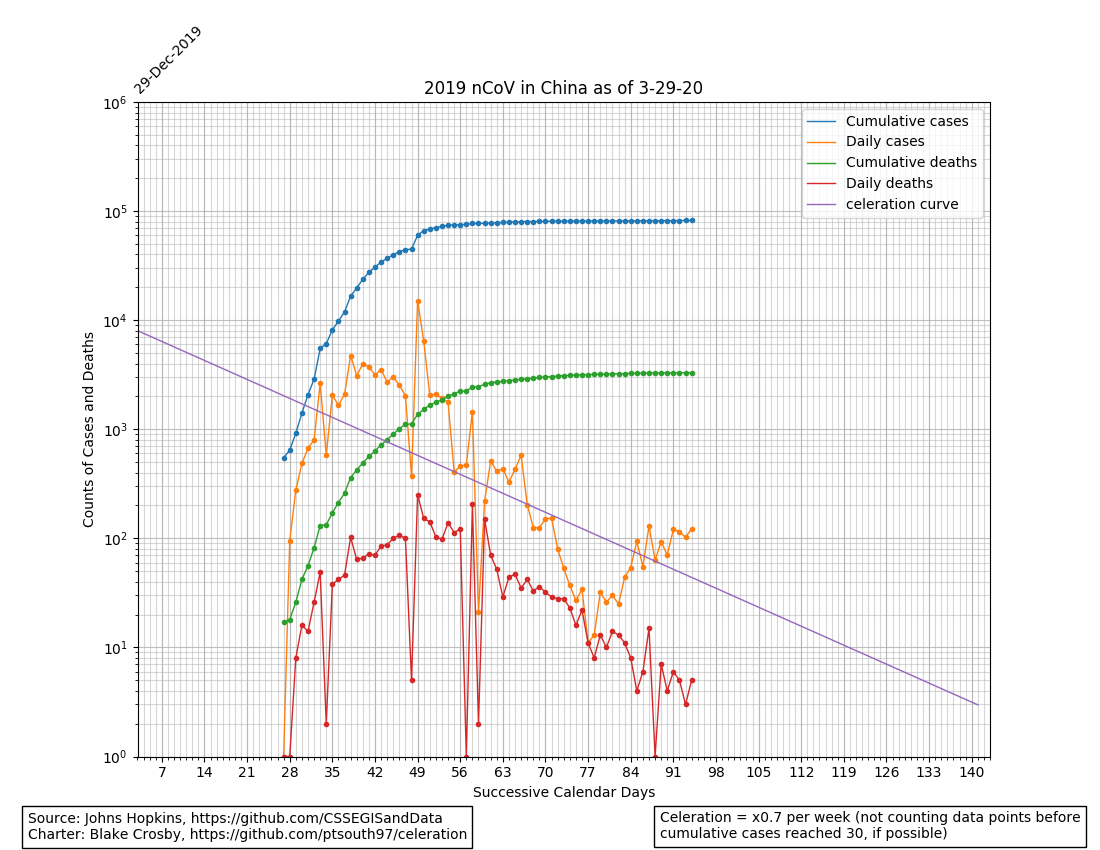 29-Dec-2019
2019 nCoV in China as of 3-29-20
Cumulative cases
Daily cases
Cumulative deaths
Daily deaths
celeration curve
Counts of Cases and Deaths
10^6
10^5
10^4
10^3
10^2
10^1
10^0
7 14 21 28 35 42 49 56 63 70 77 84 91 98 105 112 119 126 133 140
Successive Calendar Days
Source: Johns Hopkins, https://github.com/CSSEGISandData
Charter: Blake Crosby, https://github.com/ptsouth97/celeration
Celeration = x0.7 per week (not counting data points before
cumulative cases reached 30, if possible)